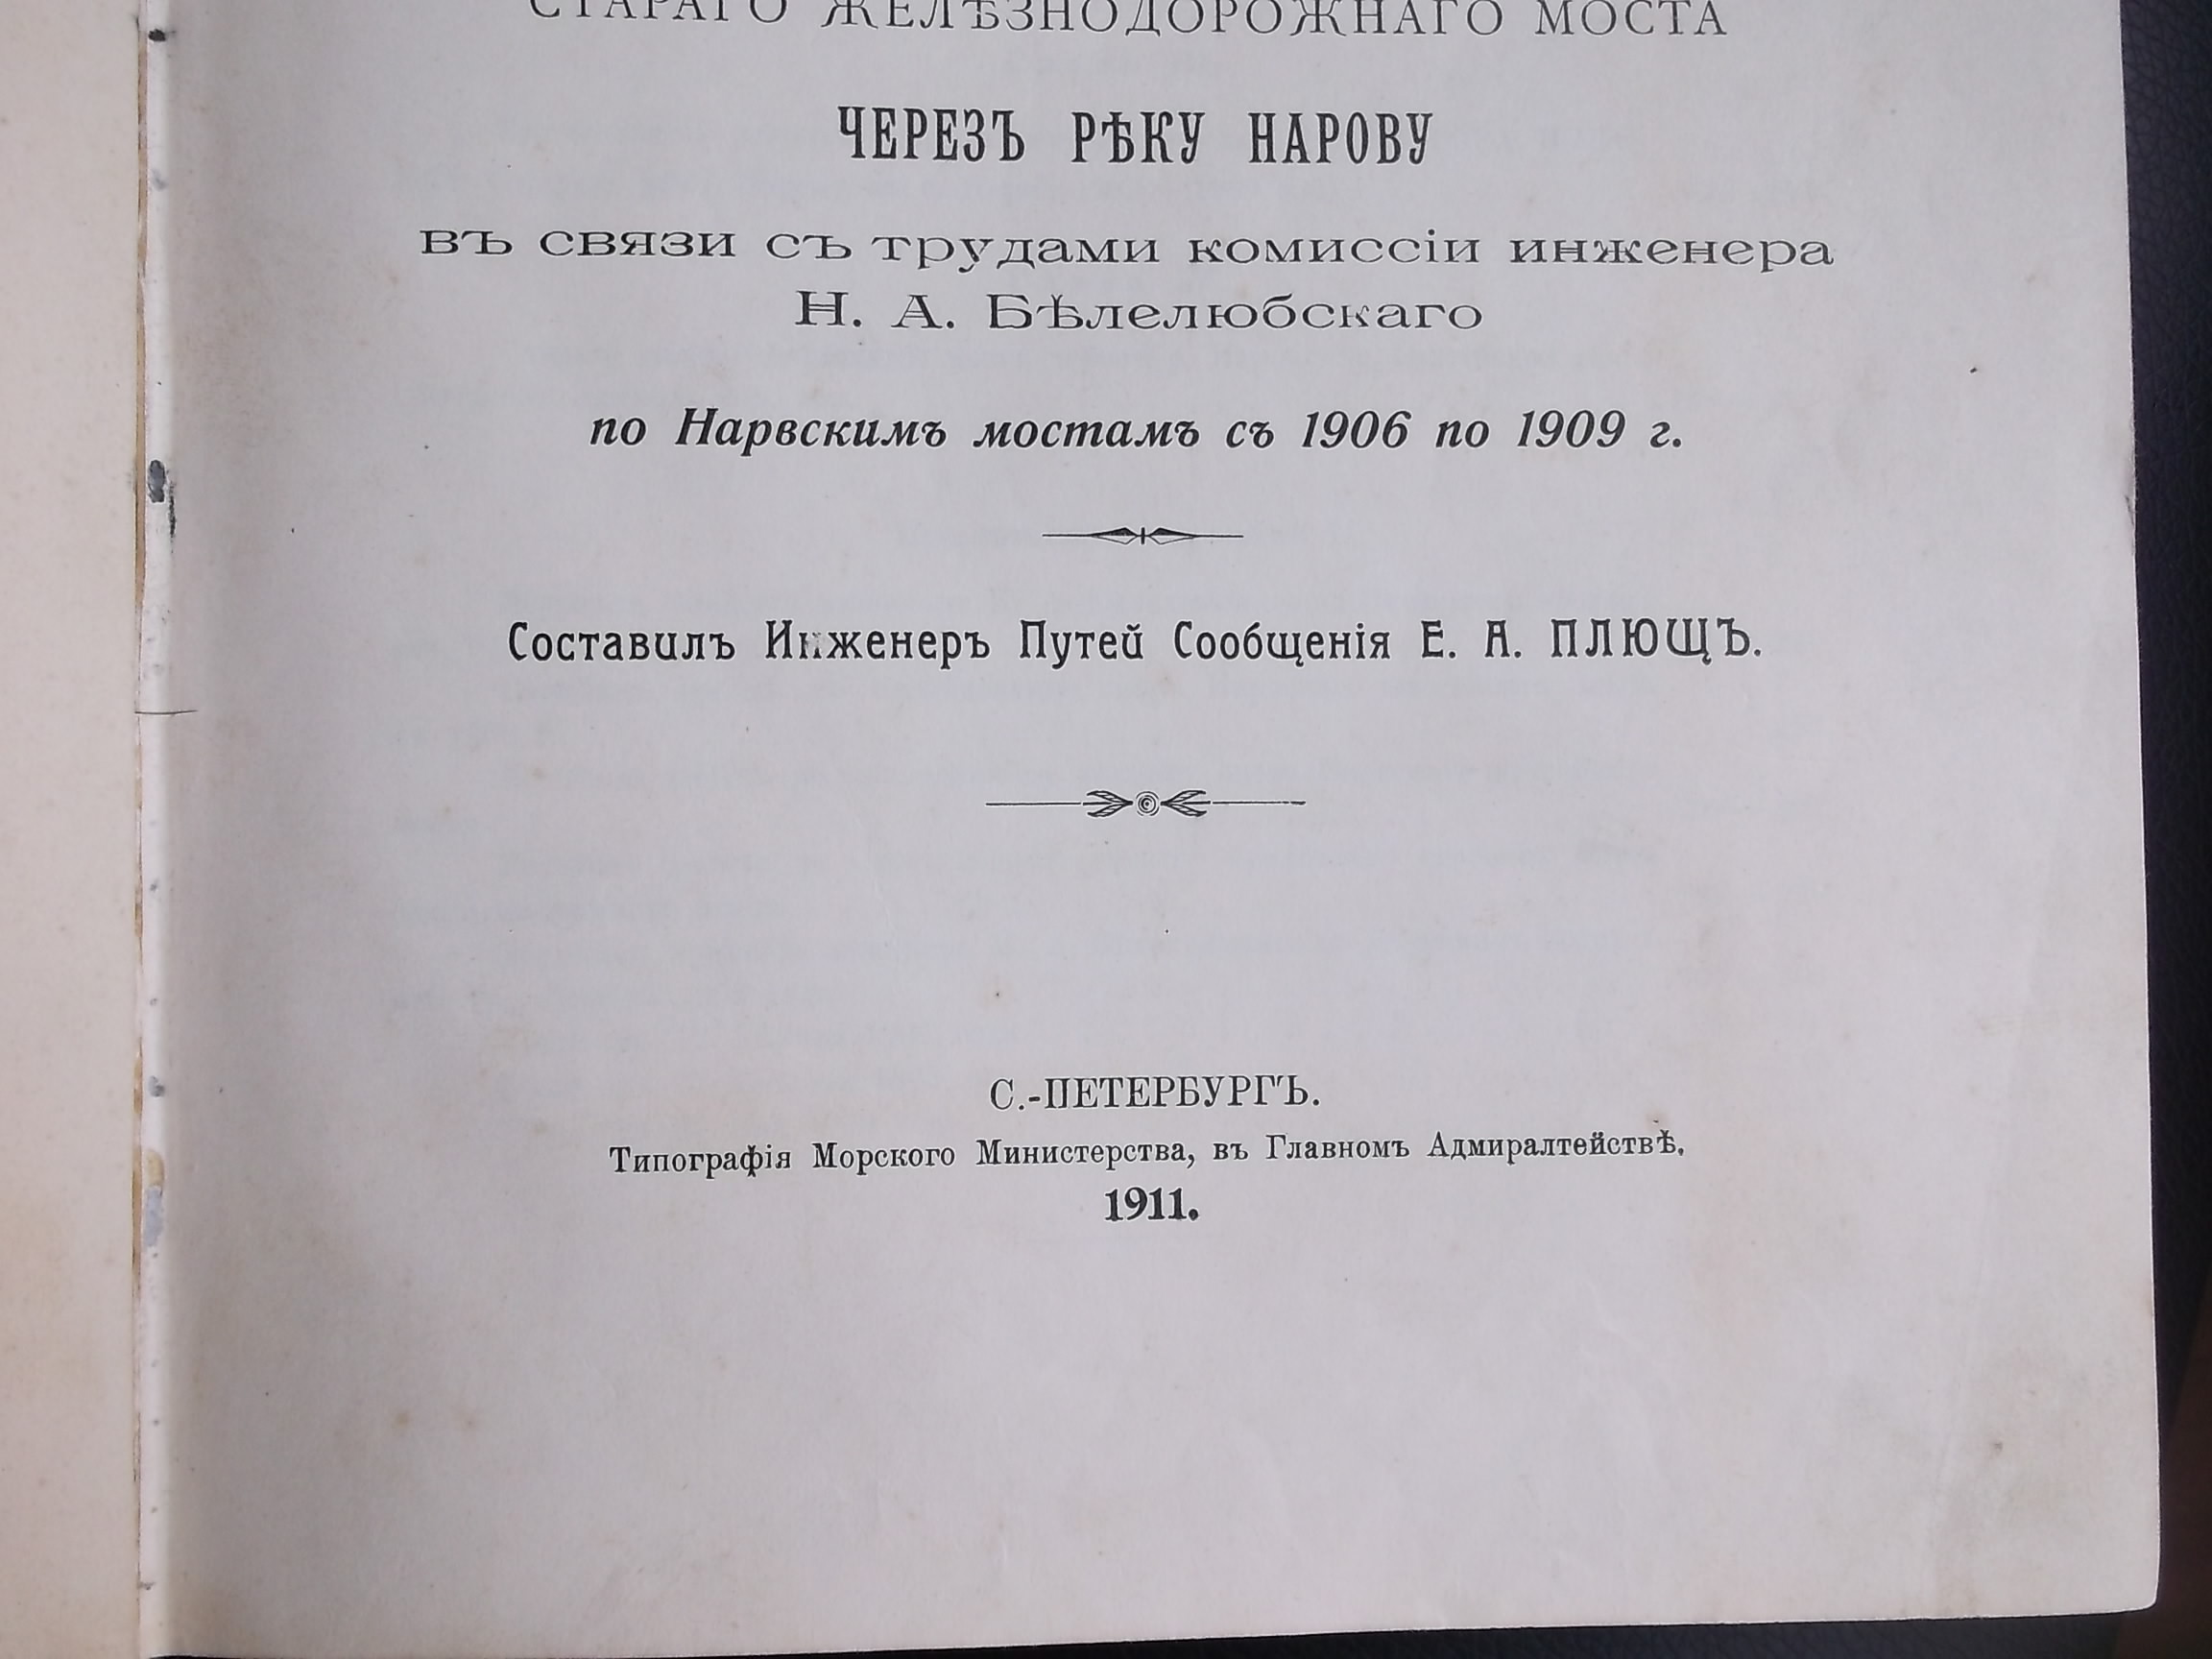 СТАРАГО ЖЕЛѢЗНОДОРОЖНАГО МОСТА
ЧЕРЕЗЪ РѢКУ НАРОВУ
въ связи съ трудами комиссіи инженера
Н. А. Бѣлелюбскаго
по Нарвскимъ мостамъ съ 1906 по 1909 г.
Составилъ Инженеръ Путей Сообщенія Е. А. ПЛЮЩЪ.
С.-ПЕТЕРБУРГЪ.
Типографія Морского Министерства, въ Главномъ Адмиралтействѣ.
1911.